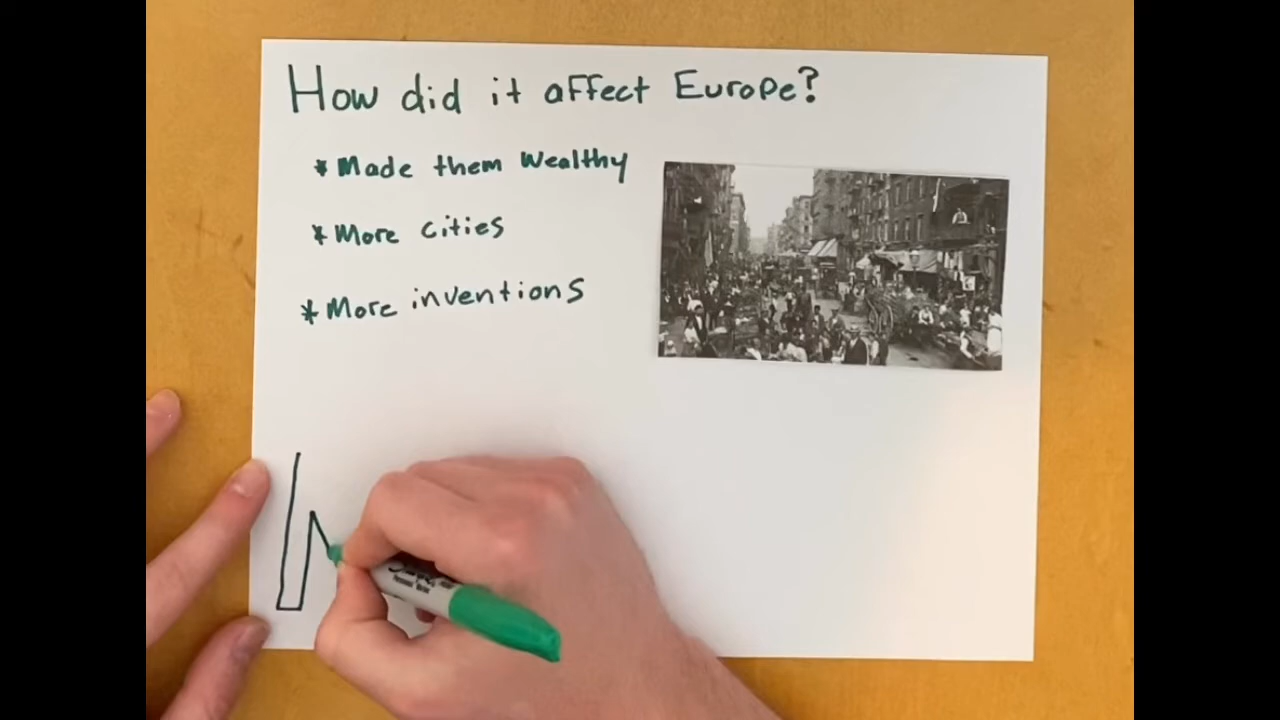 How did it affect Europe?
* Made them wealthy
* More cities
* More inventions